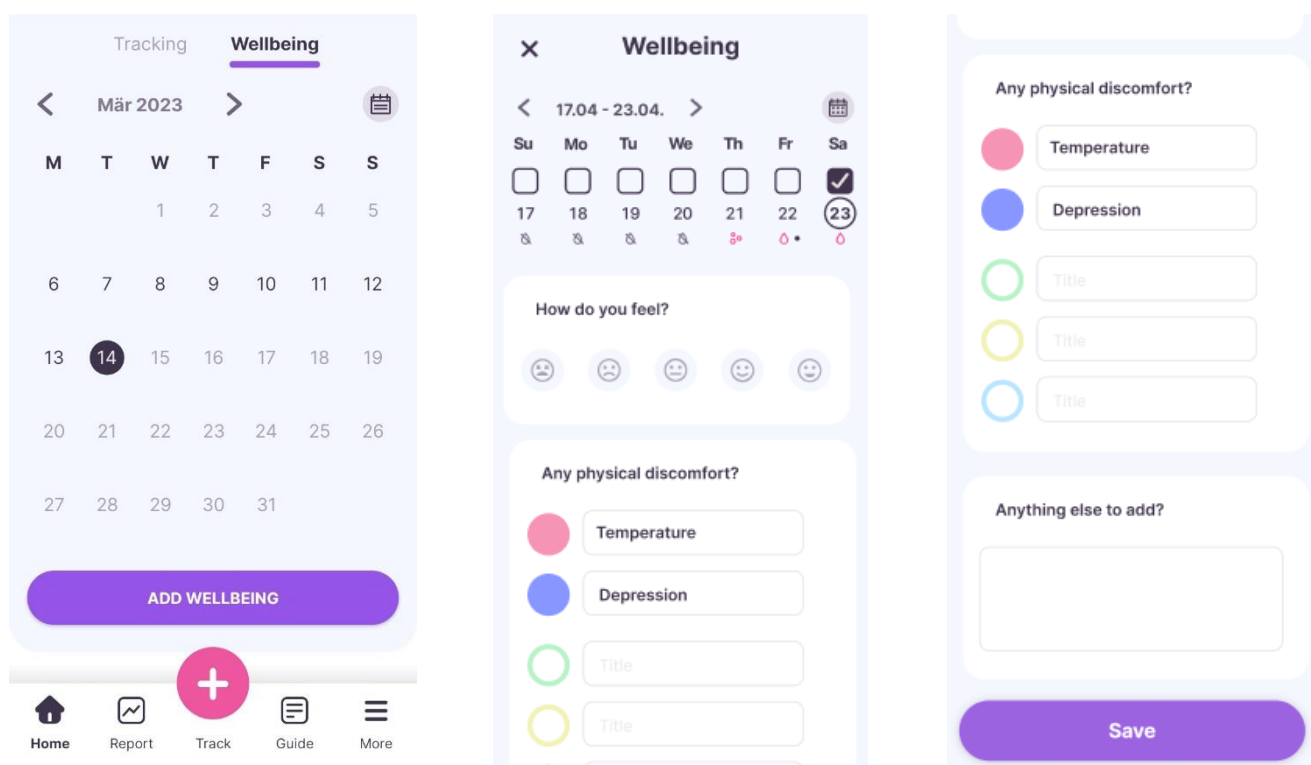 Tracking Wellbeing
Mär 2023
M T W T F S S
1 2 3 4 5
6 7 8 9 10 11 12
13 14 15 16 17 18 19
20 21 22 23 24 25 26
27 28 29 30 31
ADD WELLBEING
Home Report Track Guide More
Wellbeing
17.04 - 23.04.
Su Mo Tu We Th Fr Sa
17 18 19 20 21 22 23
How do you feel?
Any physical discomfort?
Temperature
Depression
Title
Title
Any physical discomfort?
Temperature
Depression
Title
Title
Title
Anything else to add?
Save